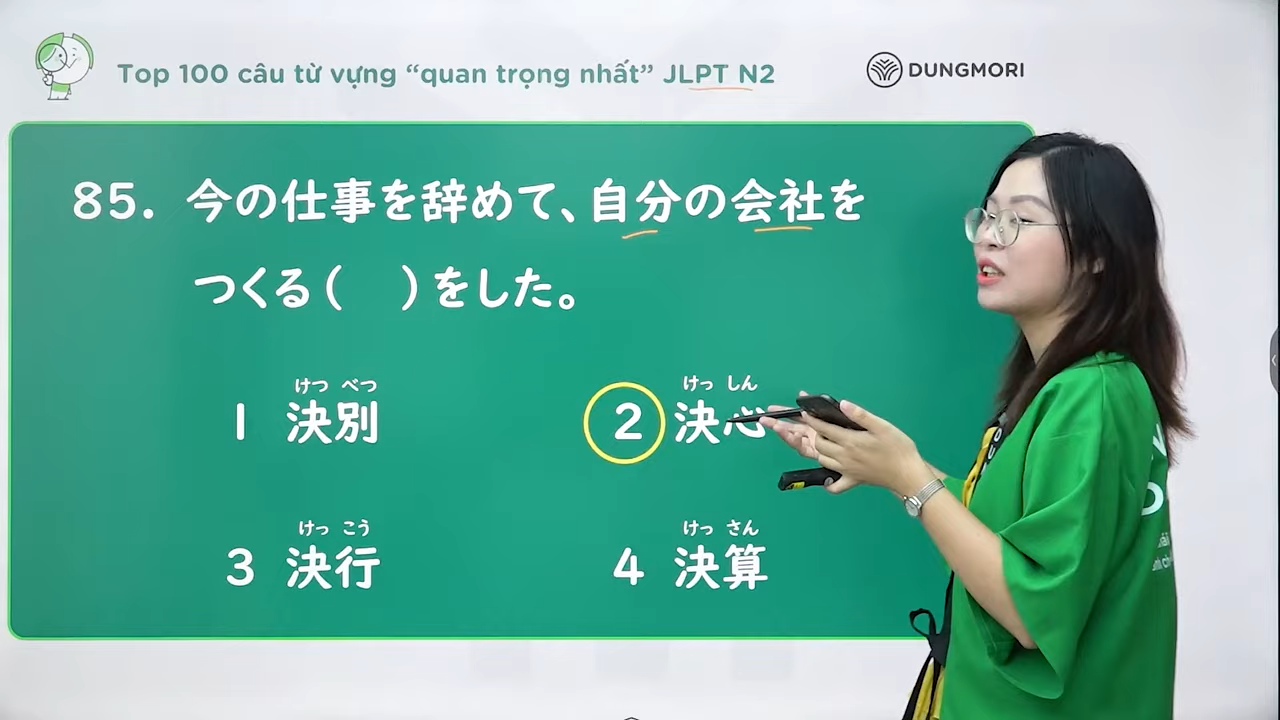 Top 100 câu từ vựng “quan trọng nhất” JLPT N2
DUNGMORI
85. 今の仕事を辞めて、自分の会社を
つくる（　）をした。
けつ べつ
1 決別
けっ しん
2 決心
けっ こう
3 決行
けっ さん
4 決算